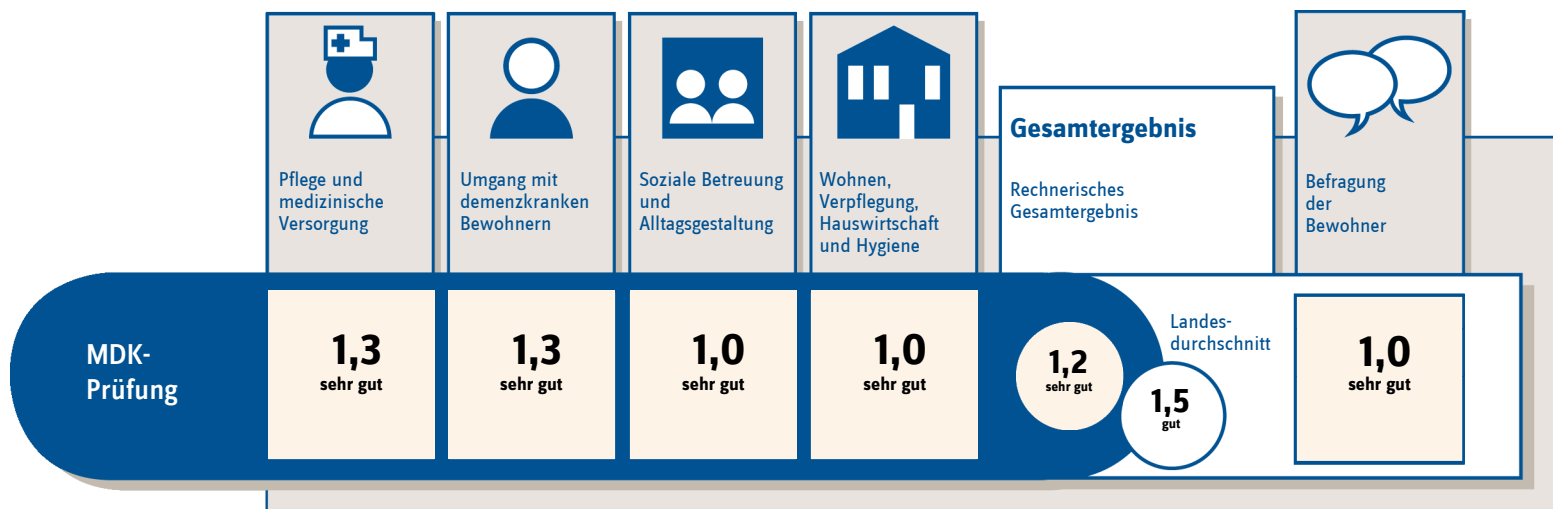 Pflege und
medizinische
Versorgung
Umgang mit
demenzkranken
Bewohnern
Soziale Betreuung
und
Alltagsgestaltung
Wohnen,
Verpflegung,
Hauswirtschaft
und Hygiene
Gesamtergebnis
Rechnerisches
Gesamtergebnis
Befragung
der
Bewohner
MDK-
Prüfung
1,3
sehr gut
1,3
sehr gut
1,0
sehr gut
1,0
sehr gut
1,2
sehr gut
Landes-
durchschnitt
1,5
gut
1,0
sehr gut